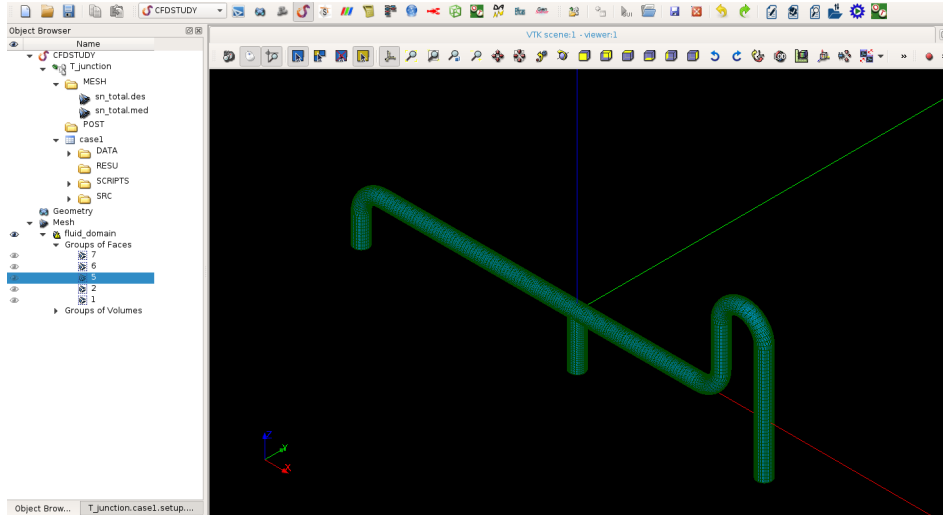 CFDSTUDY
Object Browser
VTK scene:1 - viewer:1
Name
CFDSTUDY
T_junction
MESH
sn_total.des
sn_total.med
POST
case1
DATA
RESU
SCRIPTS
SRC
Geometry
Mesh
fluid_domain
Groups of Faces
7
6
5
2
1
Groups of Volumes
Z
Y
X
Object Brow...
T_junction.case1.setup....